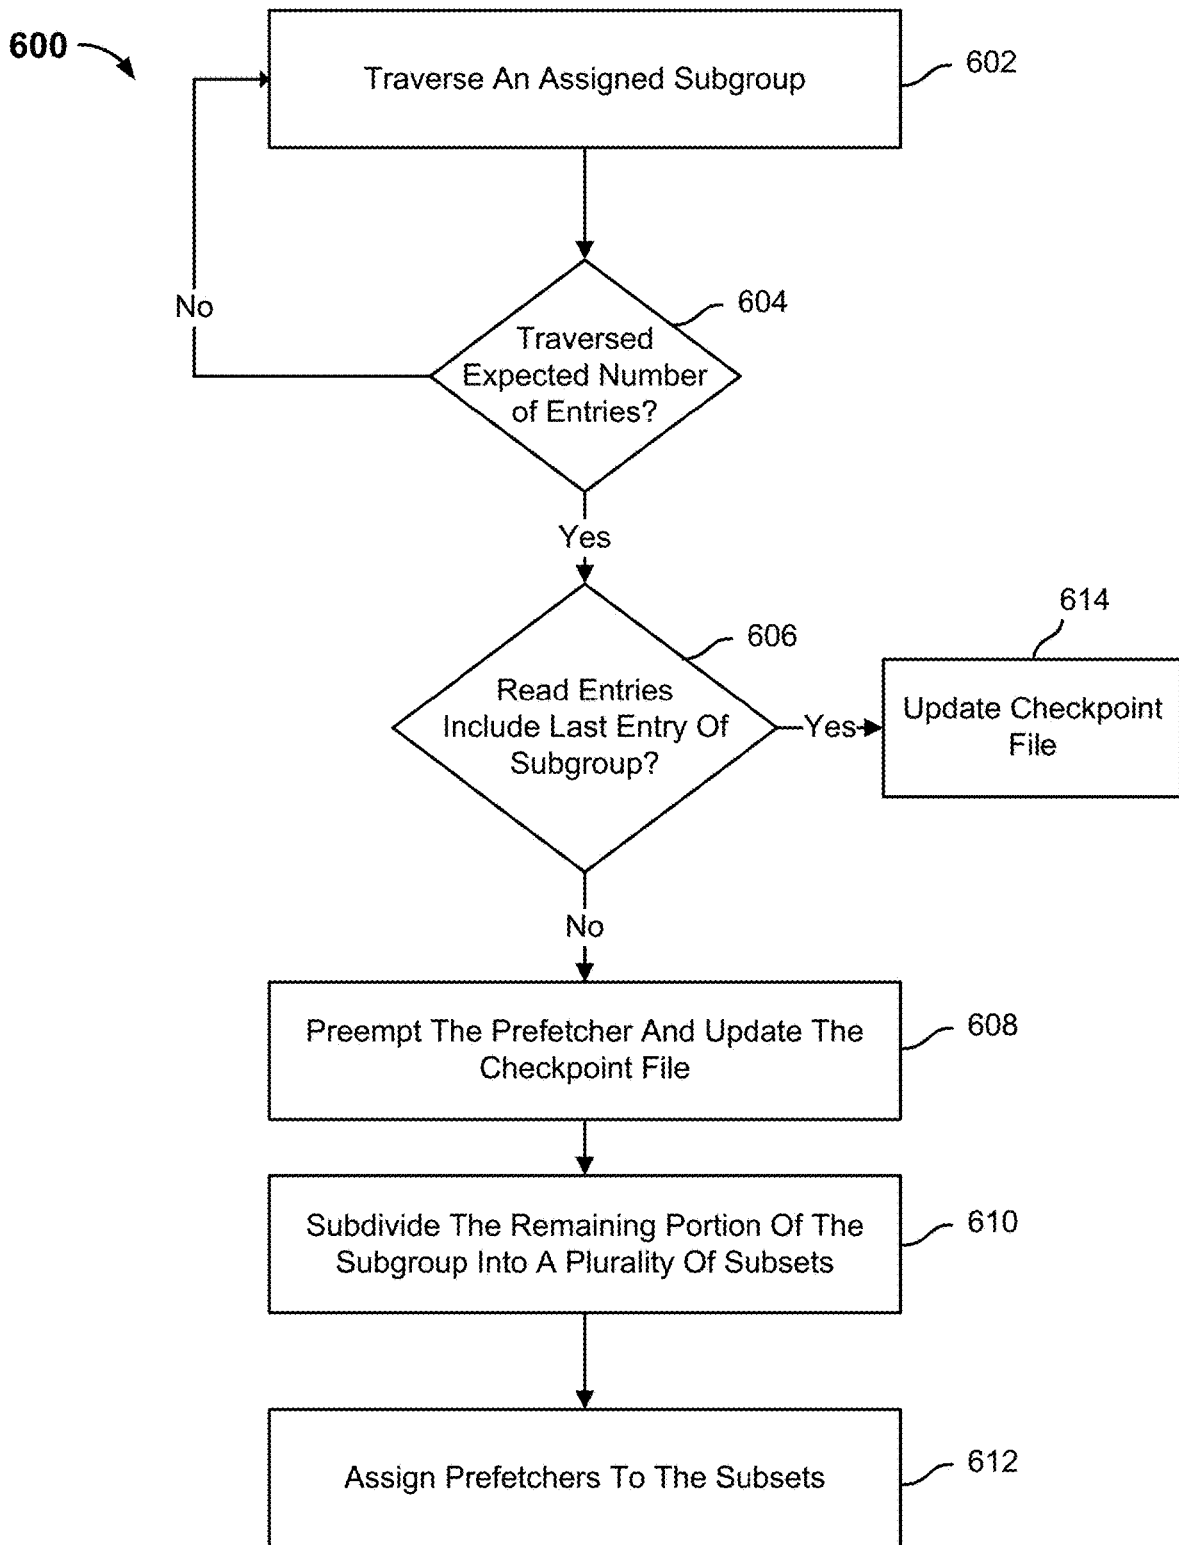 600
Traverse An Assigned Subgroup
602
No
604
Traversed
Expected Number
of Entries?
Yes
606
Read Entries
Include Last Entry Of
Subgroup?
Yes
614
Update Checkpoint
File
No
Preempt The Prefetcher And Update The
Checkpoint File
608
Subdivide The Remaining Portion Of The
Subgroup Into A Plurality Of Subsets
610
Assign Prefetchers To The Subsets
612